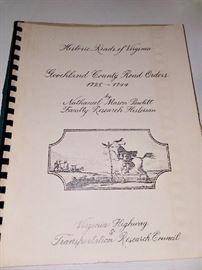 Historic Roads of Virginia
Goochland County Road Orders
1728 - 1744
by
Nathaniel Mason Pawlett
Faculty Research Historian
Virginia Highway
&
Transportation Research Council